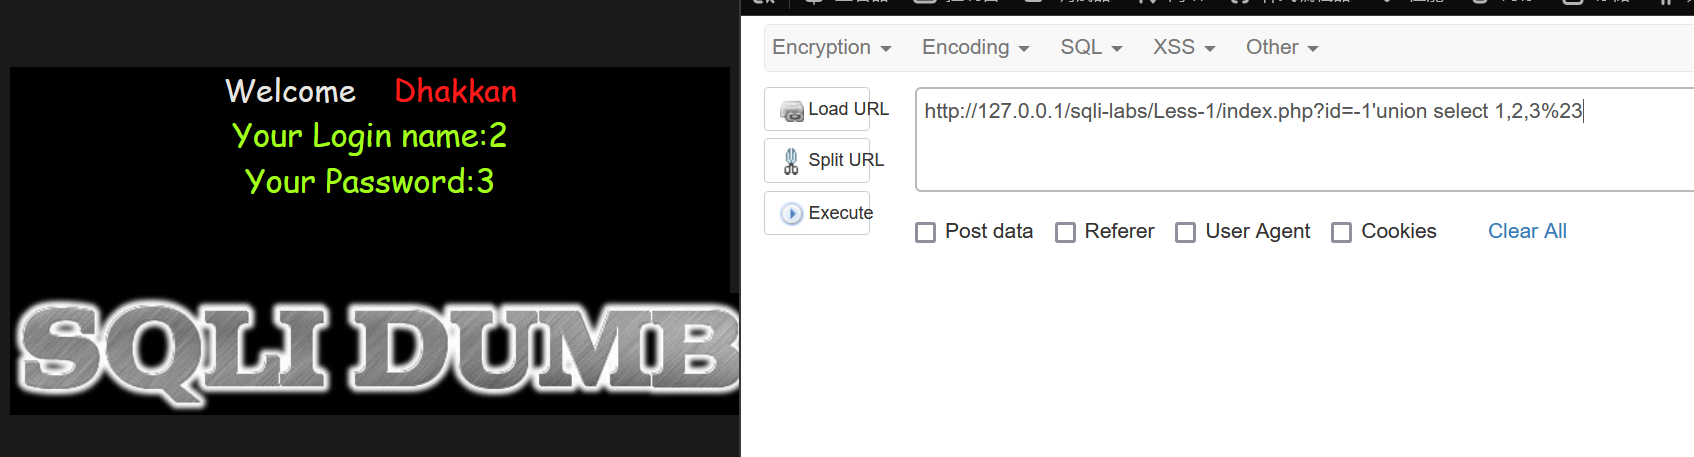 Welcome Dhakkan
Your Login name:2
Your Password:3
SQLI DUMB
Encryption Encoding SQL XSS Other
Load URL
http://127.0.0.1/sqli-labs/Less-1/index.php?id=-1'union select 1,2,3%23
Split URL
Execute
Post data Referer User Agent Cookies Clear All